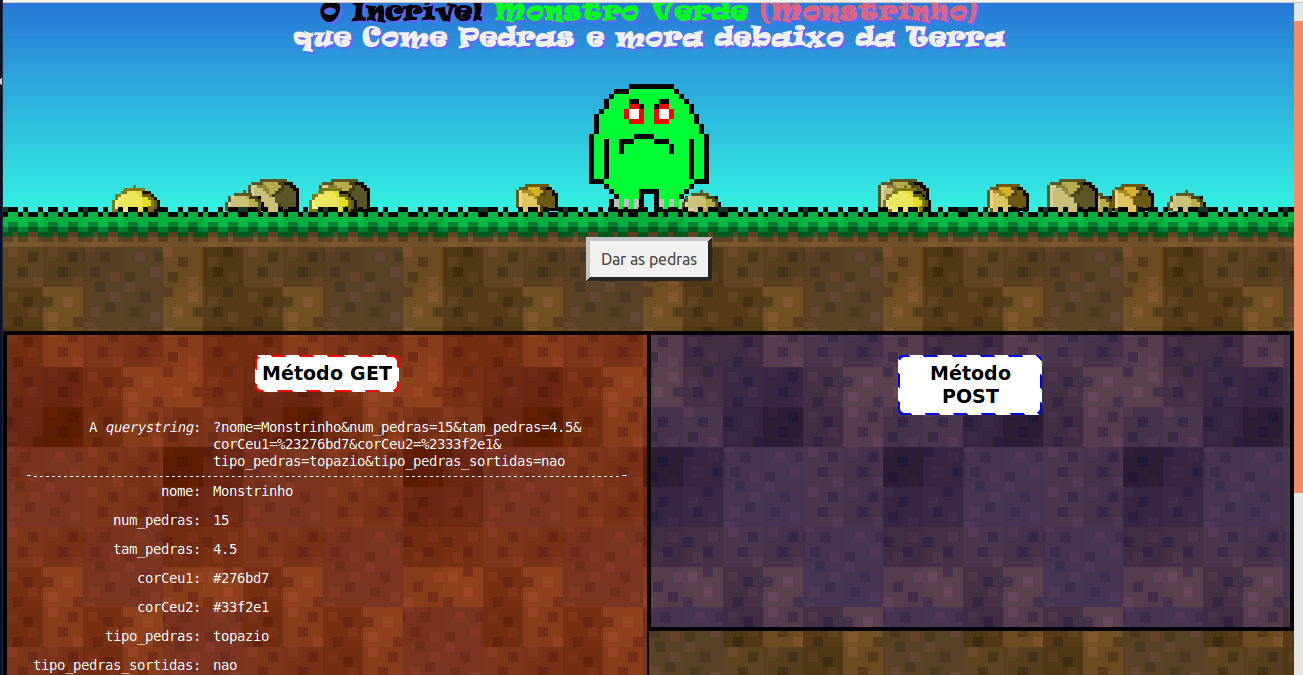 O Incrível Monstro Verde (Monstrinho)
que Come Pedras e mora debaixo da Terra
Dar as pedras
Método GET
A querystring: ?nome=Monstrinho&num_pedras=15&tam_pedras=4.5&
corCeu1=%23276bd7&corCeu2=%2333f2e1&
tipo_pedras=topazio&tipo_pedras_sortidas=nao
nome: Monstrinho
num_pedras: 15
tam_pedras: 4.5
corCeu1: #276bd7
corCeu2: #33f2e1
tipo_pedras: topazio
tipo_pedras_sortidas: nao
Método
POST